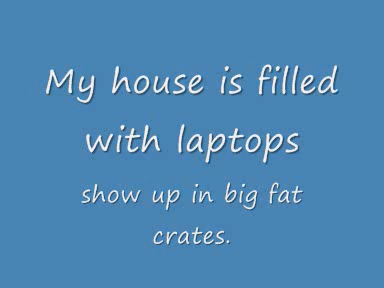 My house is filled
with laptops
show up in big fat
crates.